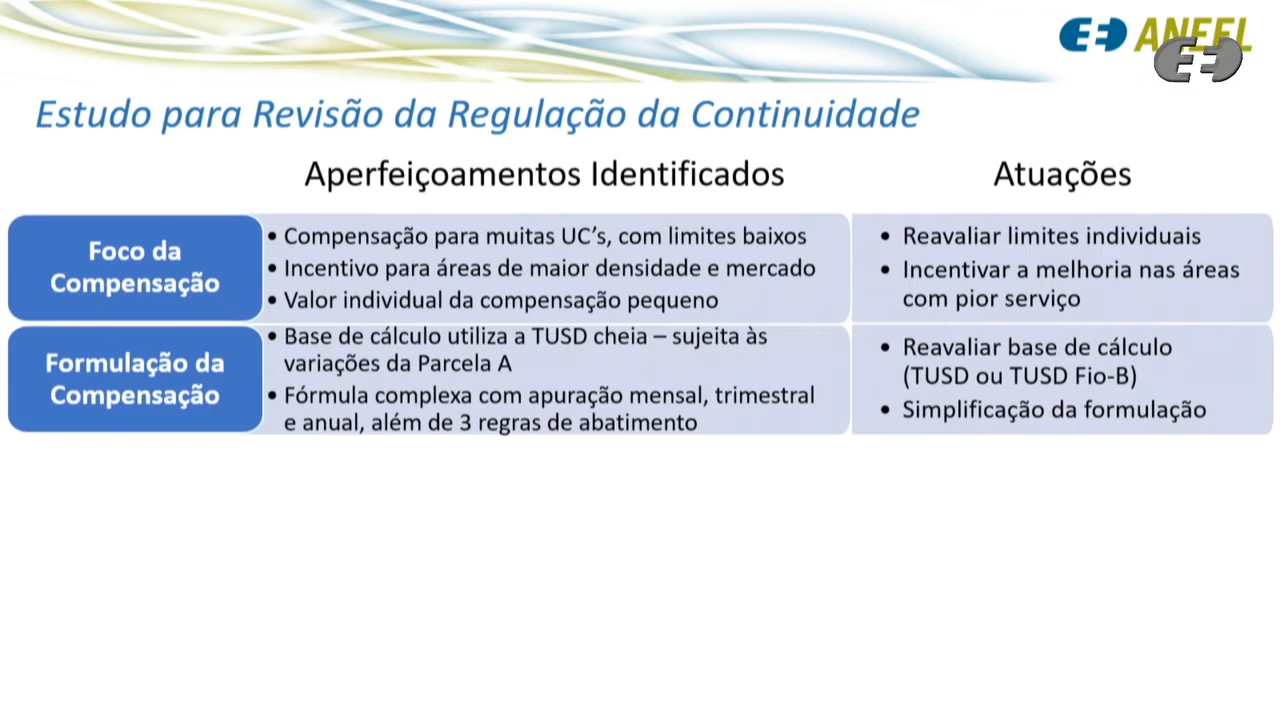 ANEEL
Estudo para Revisão da Regulação da Continuidade
Aperfeiçoamentos Identificados
Atuações
Foco da
Compensação
• Compensação para muitas UC’s, com limites baixos
• Incentivo para áreas de maior densidade e mercado
• Valor individual da compensação pequeno
• Reavaliar limites individuais
• Incentivar a melhoria nas áreas
com pior serviço
Formulação da
Compensação
• Base de cálculo utiliza a TUSD cheia – sujeita às
variações da Parcela A
• Fórmula complexa com apuração mensal, trimestral
e anual, além de 3 regras de abatimento
• Reavaliar base de cálculo
(TUSD ou TUSD Fio-B)
• Simplificação da formulação